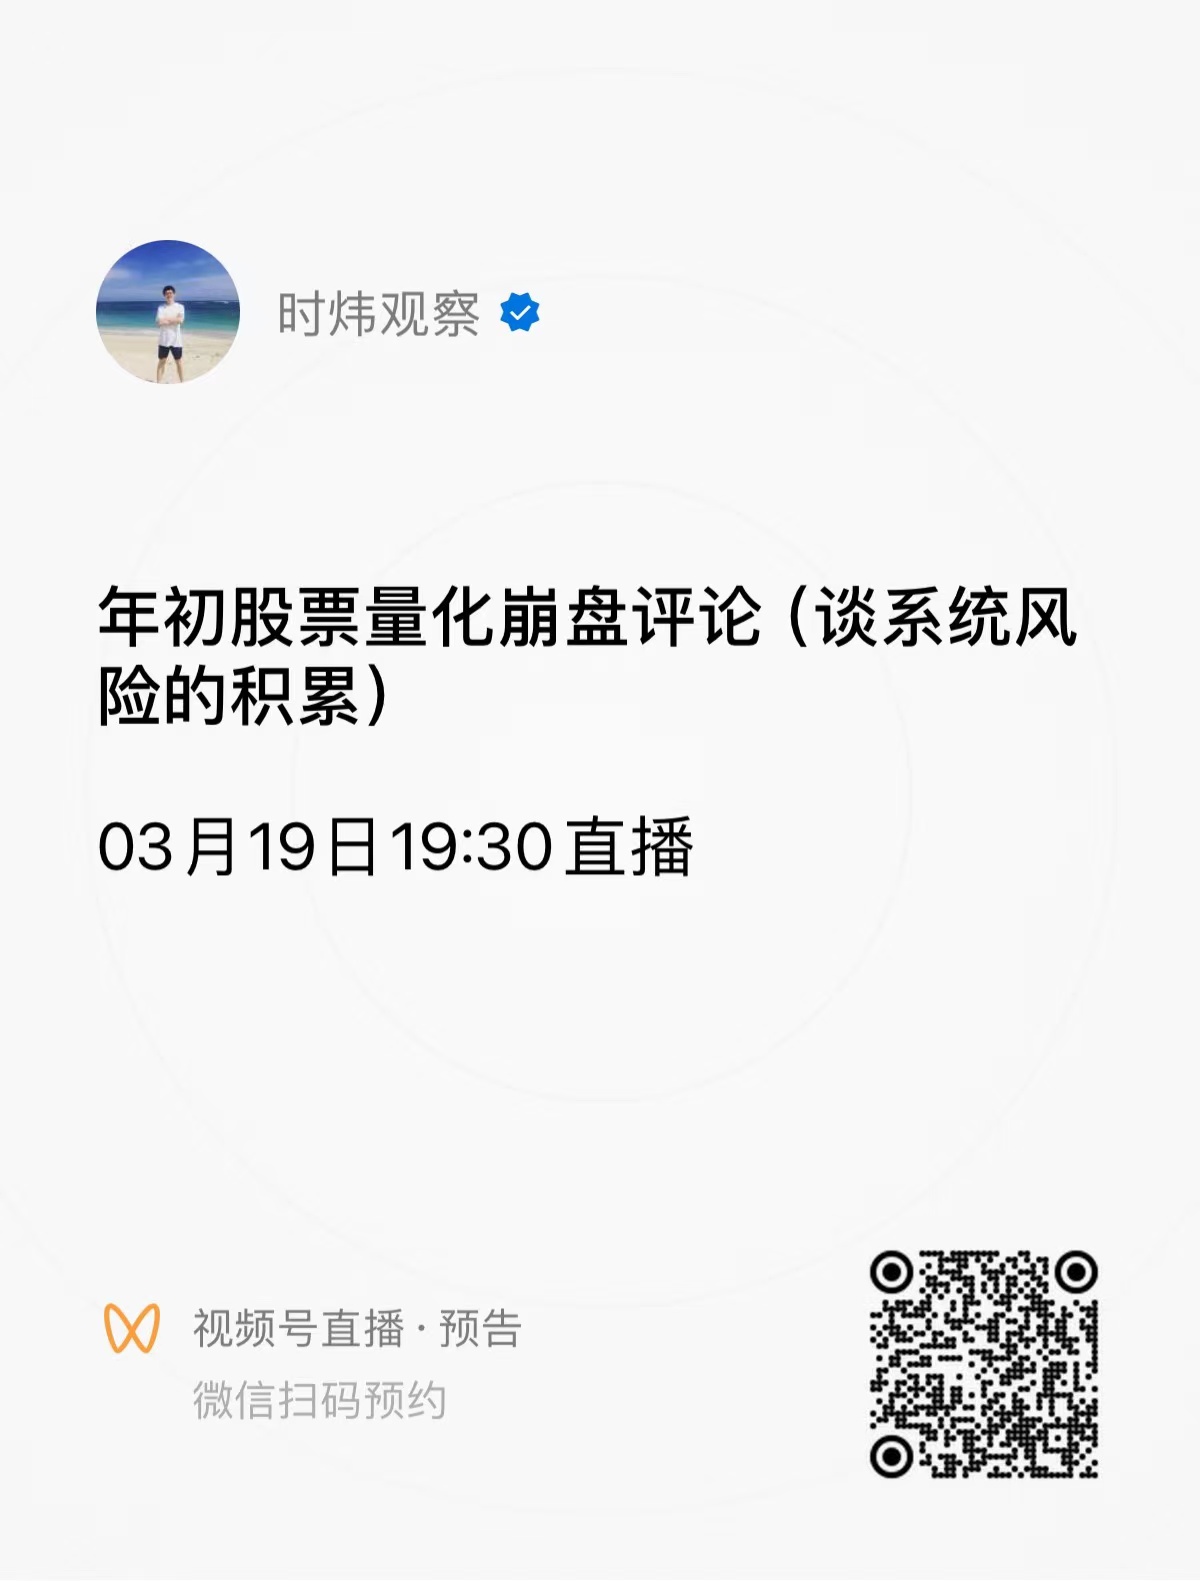 时炜观察
年初股票量化崩盘评论（谈系统风
险的积累）
03月19日19:30直播
视频号直播 · 预告
微信扫码预约